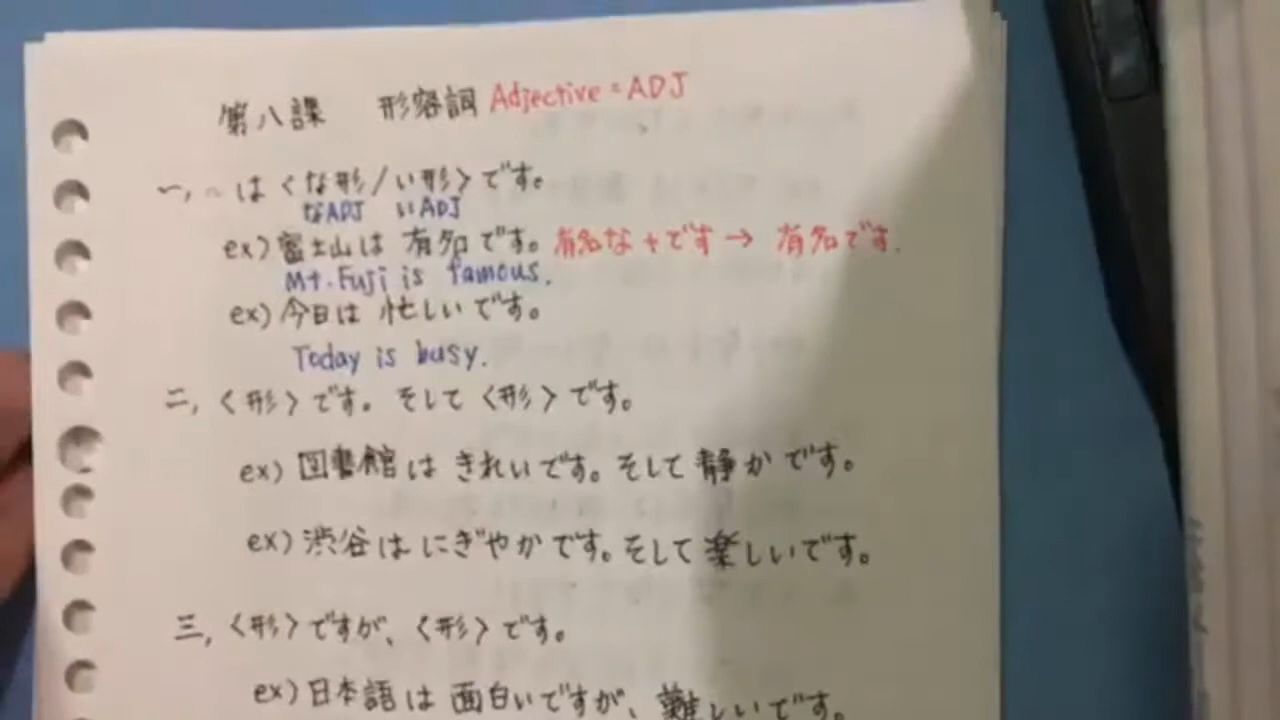 第八課 形容詞 Adjective = ADJ
一, ~は〈な形/い形〉です。
なADJ いADJ
ex) 富士山は 有名です。有名な+です→ 有名です.
Mt. Fuji is famous.
ex) 今日は 忙しいです。
Today is busy.
二, 〈形〉です。そして〈形〉です。
ex) 図書館は きれいです。そして 静かです。
ex) 渋谷は にぎやかです。そして 楽しいです。
三, 〈形〉ですが、〈形〉です。
ex) 日本語は 面白いですが、難しいです。